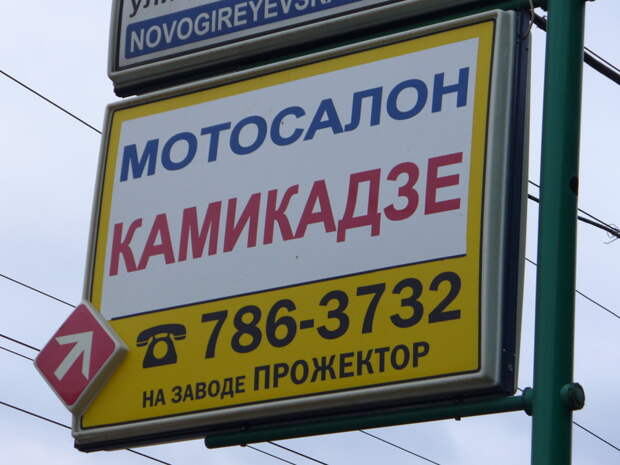 NOVOGIREYEVSK
МОТОСАЛОН
КАМИКАДЗЕ
786-3732
НА ЗАВОДЕ ПРОЖЕКТОР